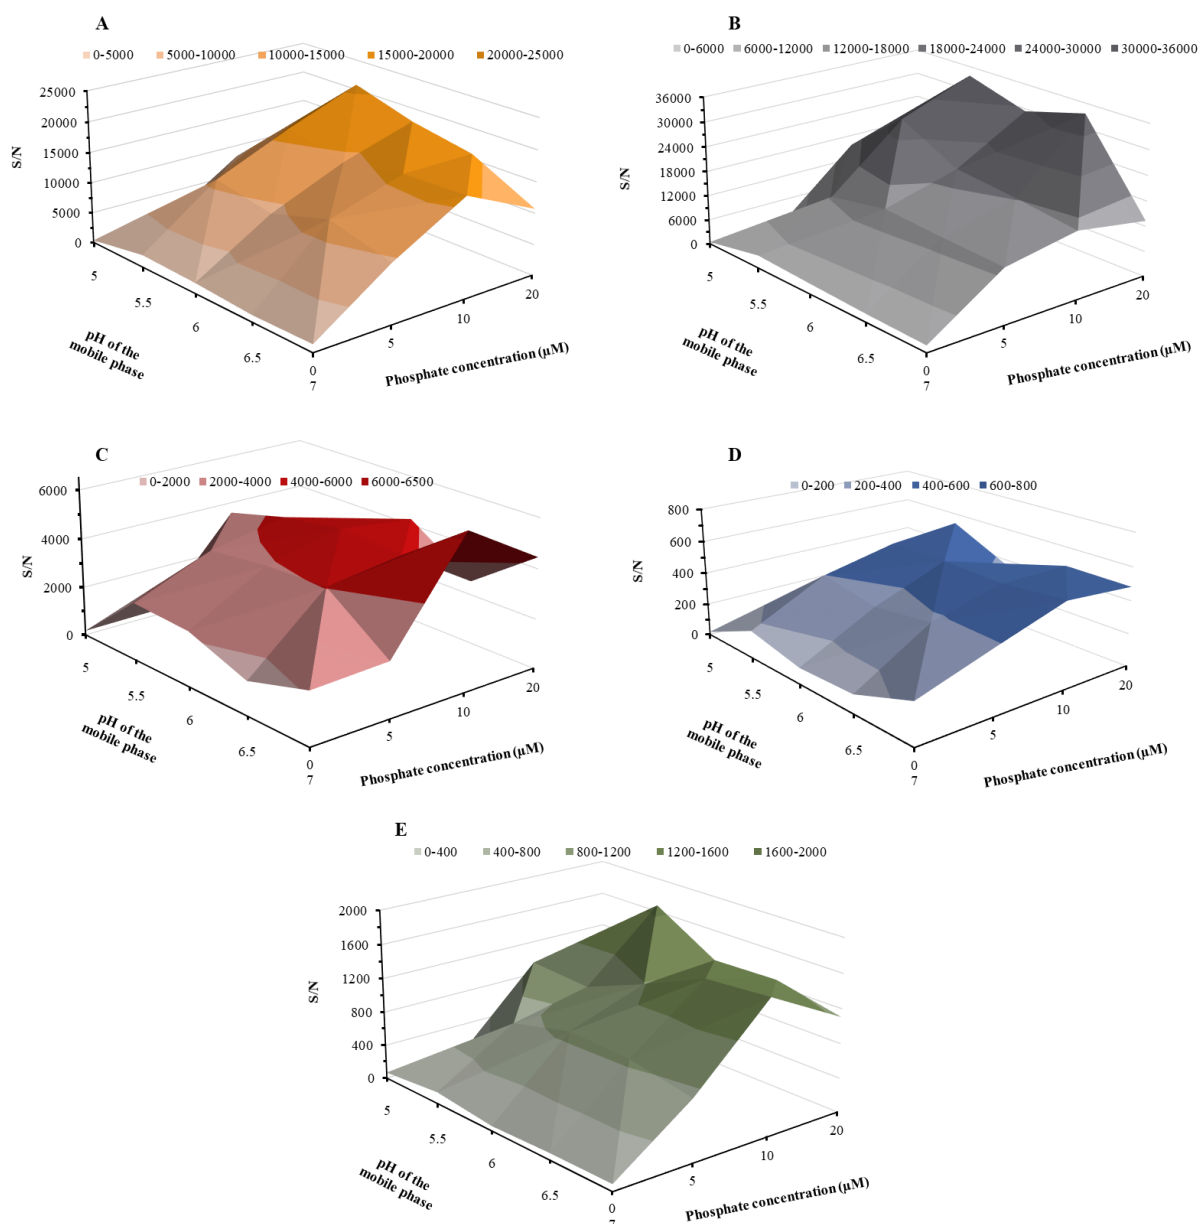 A
0-5000 5000-10000 10000-15000 15000-20000 20000-25000
25000
20000
15000
10000
5000
0
S/N
5
5.5
6
6.5
7
pH of the
mobile phase
0
5
10
20
Phosphate concentration (µM)
B
0-6000 6000-12000 12000-18000 18000-24000 24000-30000 30000-36000
36000
30000
24000
18000
12000
6000
0
S/N
5
5.5
6
6.5
7
pH of the
mobile phase
0
5
10
20
Phosphate concentration (µM)
C
0-2000 2000-4000 4000-6000 6000-6500
6000
4000
2000
0
S/N
5
5.5
6
6.5
7
pH of the
mobile phase
0
5
10
20
Phosphate concentration (µM)
D
0-200 200-400 400-600 600-800
800
600
400
200
0
S/N
5
5.5
6
6.5
7
pH of the
mobile phase
0
5
10
20
Phosphate concentration (µM)
E
0-400 400-800 800-1200 1200-1600 1600-2000
2000
1600
1200
800
400
0
S/N
5
5.5
6
6.5
7
pH of the
mobile phase
0
5
10
20
Phosphate concentration (µM)